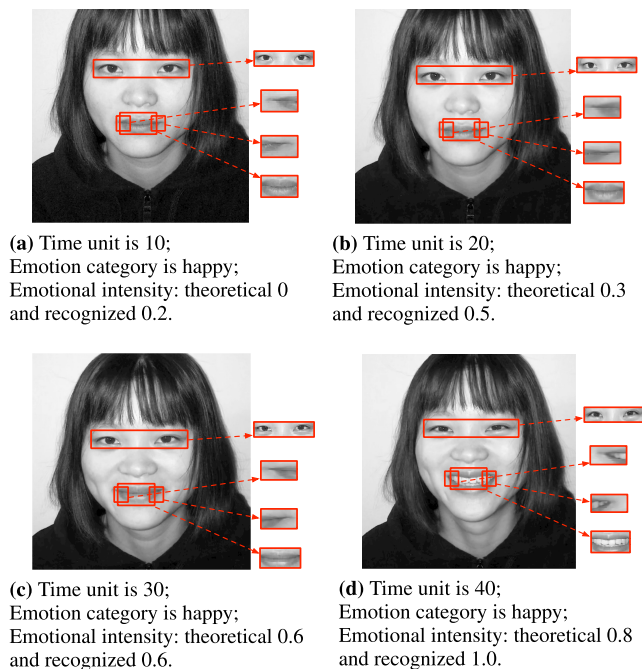 (a) Time unit is 10;
Emotion category is happy;
Emotional intensity: theoretical 0
and recognized 0.2.
(b) Time unit is 20;
Emotion category is happy;
Emotional intensity: theoretical 0.3
and recognized 0.5.
(c) Time unit is 30;
Emotion category is happy;
Emotional intensity: theoretical 0.6
and recognized 0.6.
(d) Time unit is 40;
Emotion category is happy;
Emotional intensity: theoretical 0.8
and recognized 1.0.